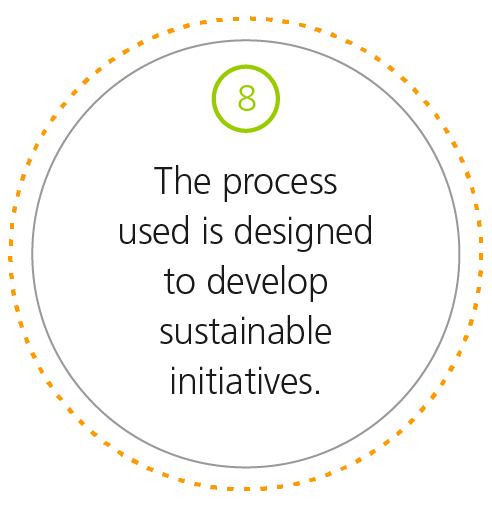 8
The process
used is designed
to develop
sustainable
initiatives.